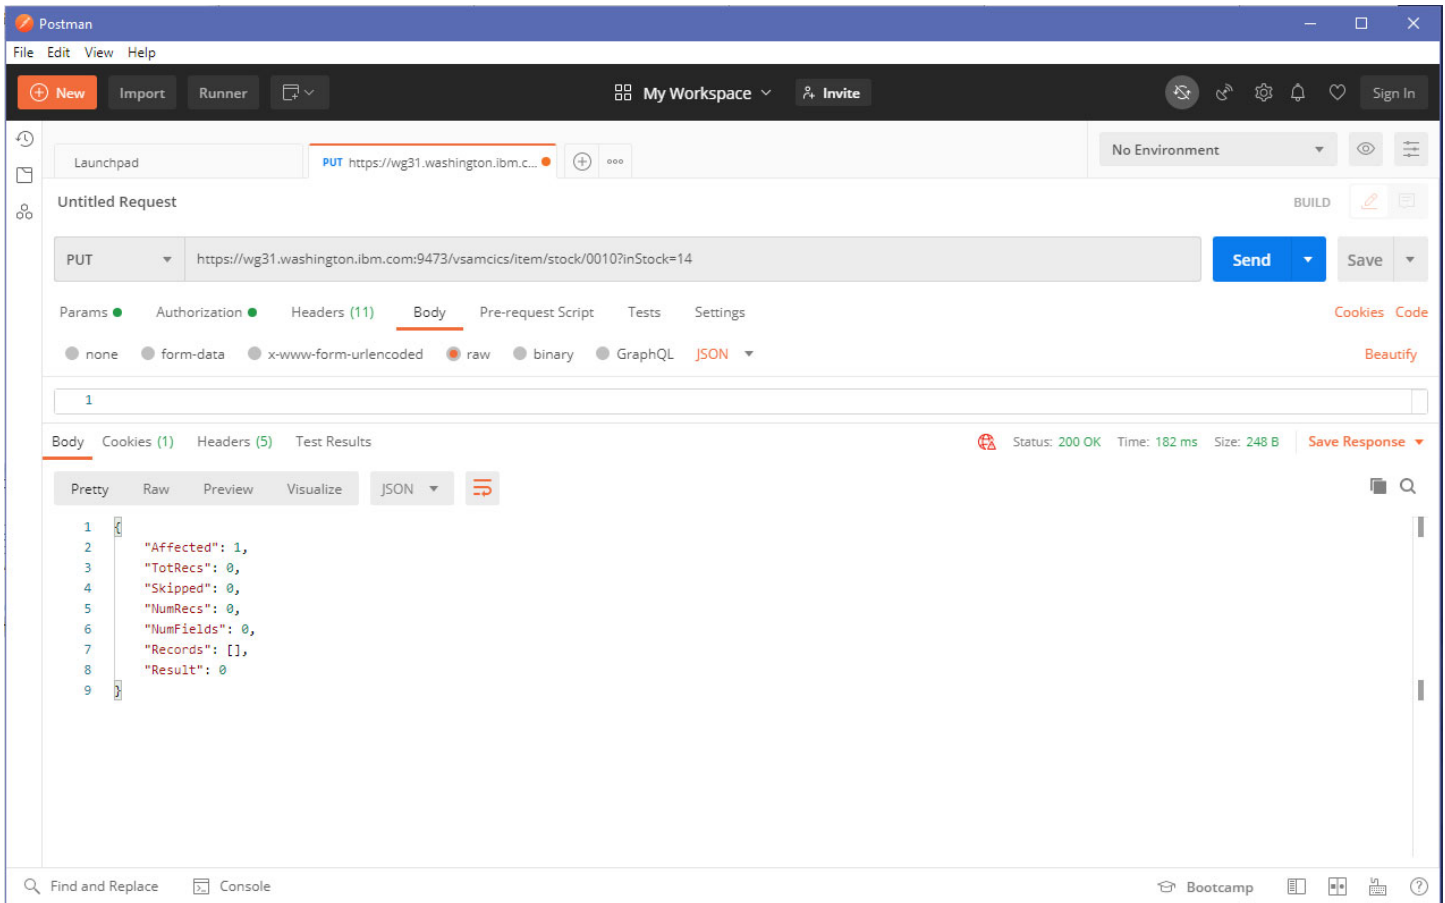 Postman
File Edit View Help
New Import Runner My Workspace Invite Sign In
Launchpad PUT https://wg31.washington.ibm.c... No Environment
Untitled Request BUILD
PUT https://wg31.washington.ibm.com:9473/vsamcics/item/stock/0010?inStock=14 Send Save
Params Authorization Headers (11) Body Pre-request Script Tests Settings Cookies Code
none form-data x-www-form-urlencoded raw binary GraphQL JSON Beautify
1
Body Cookies (1) Headers (5) Test Results Status: 200 OK Time: 182 ms Size: 248 B Save Response
Pretty Raw Preview Visualize JSON
1 {
2 "Affected": 1,
3 "TotRecs": 0,
4 "Skipped": 0,
5 "NumRecs": 0,
6 "NumFields": 0,
7 "Records": [],
8 "Result": 0
9 }
Find and Replace Console Bootcamp